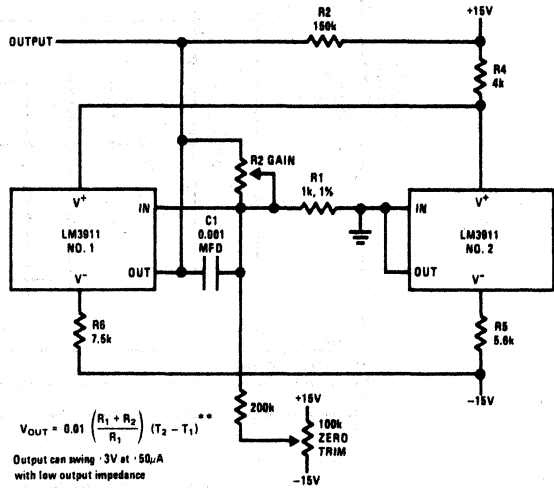 +15V
R2
150k
OUTPUT
R4
4k
R2 GAIN
R1
1k, 1%
V+
IN
LM3911
NO. 1
OUT
V-
C1
0.001
MFD
V+
IN
LM3911
NO. 2
OUT
V-
R6
7.5k
R5
5.6k
-15V
200k
+15V
100k
ZERO
TRIM
-15V
VOUT = 0.01 (R1 + R2 / R1) (T2 - T1)**
Output can swing ·3V at ·50µA
with low output impedance